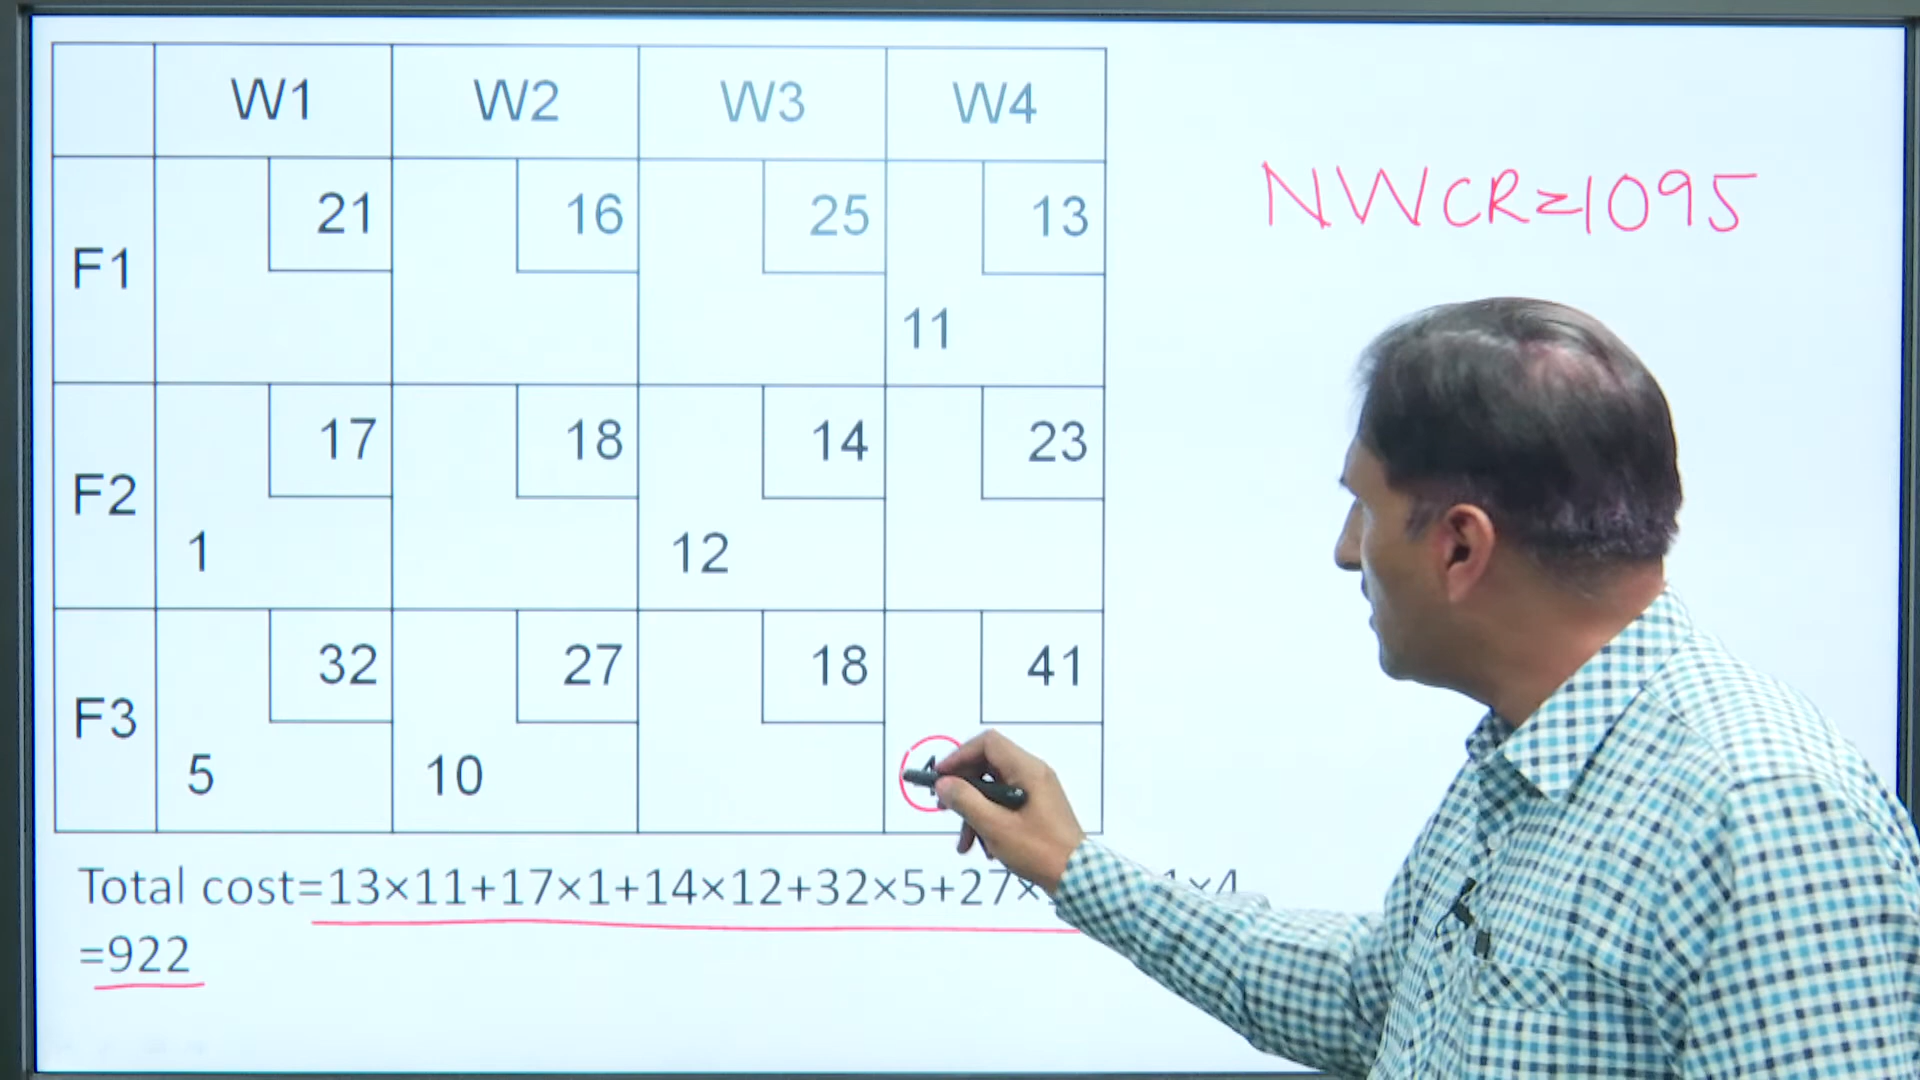 W1 W2 W3 W4
NWCR=1095
21 16 25 13
F1
11
17 18 14 23
F2
1 12
32 27 18 41
F3
5 10
Total cost=13×11+17×1+14×12+32×5+27× ×4
=922